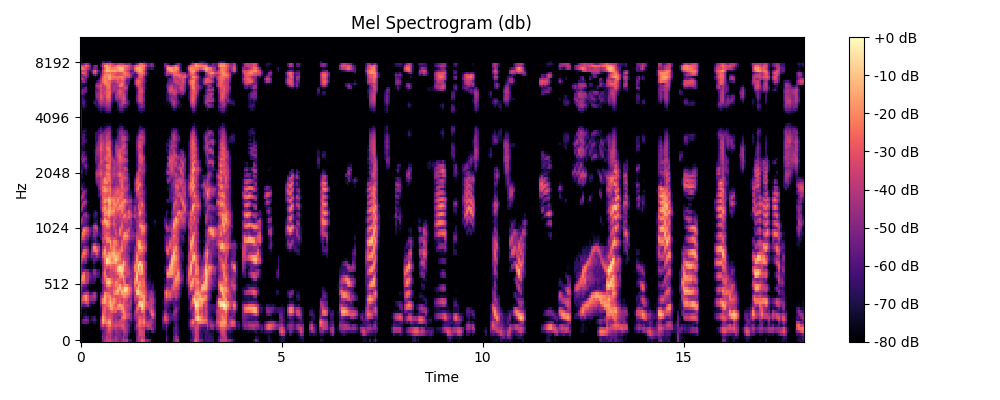 Mel Spectrogram (db)
Hz
8192
4096
2048
1024
512
0
0 5 10 15
Time
+0 dB
-10 dB
-20 dB
-30 dB
-40 dB
-50 dB
-60 dB
-70 dB
-80 dB